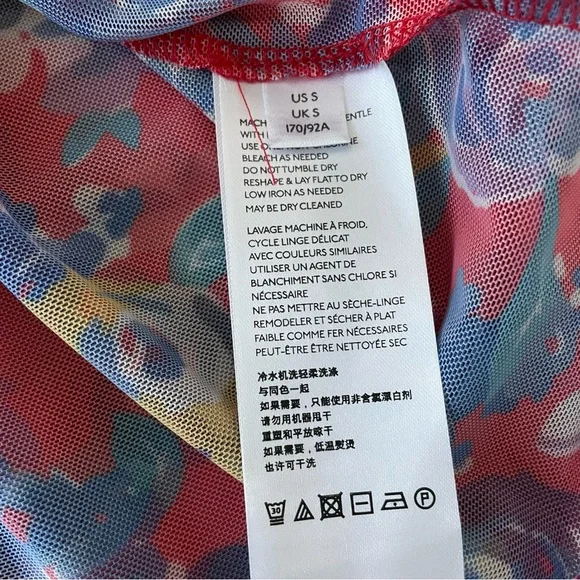 US S
UK S
170/92A
MACH ENTLE
WITH
USE
BLEACH AS NEEDED
DO NOT TUMBLE DRY
RESHAPE & LAY FLAT TO DRY
LOW IRON AS NEEDED
MAY BE DRY CLEANED
LAVAGE MACHINE À FROID,
CYCLE LINGE DÉLICAT
AVEC COULEURS SIMILAIRES
UTILISER UN AGENT DE
BLANCHIMENT SANS CHLORE SI
NÉCESSAIRE
NE PAS METTRE AU SÈCHE-LINGE
REMODELER ET SÉCHER À PLAT
FAIBLE COMME FER NÉCESSAIRES
PEUT-ÊTRE ÊTRE NETTOYÉE SEC
冷水机洗轻柔洗涤
与同色一起
如果需要，只能使用非含氯漂白剂
请勿用机器甩干
重塑和平放晾干
如果需要，低温熨烫
也许可干洗
30
P